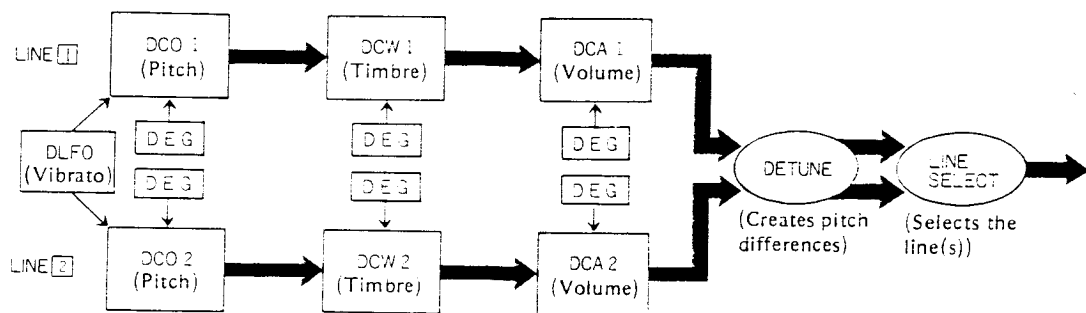 LINE 1
DCO 1
(Pitch)
DCW 1
(Timbre)
DCA 1
(Volume)
DEG
DEG
DEG
DLFO
(Vibrato)
DEG
DEG
DEG
DETUNE
LINE
SELECT
(Creates pitch
differences)
(Selects the
line(s))
LINE 2
DCO 2
(Pitch)
DCW 2
(Timbre)
DCA 2
(Volume)